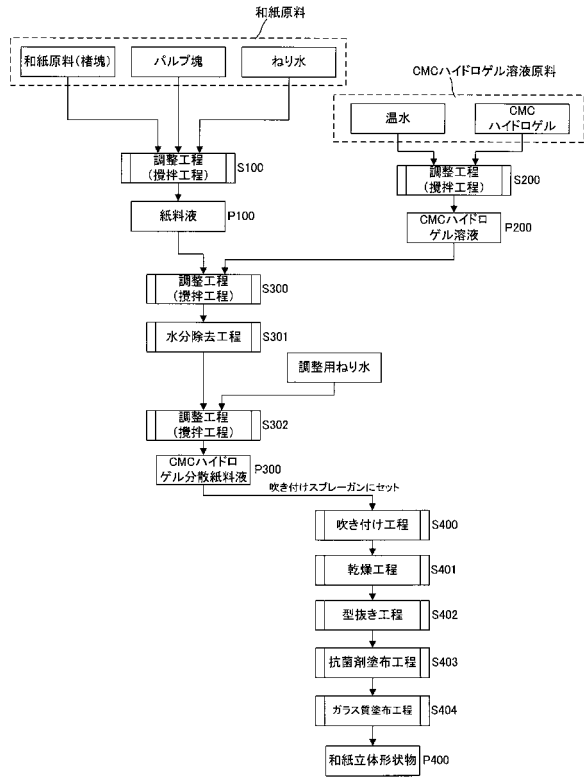 和紙原料
和紙原料(楮塊)
パルプ塊
ねり水
CMCハイドロゲル溶液原料
温水
CMC
ハイドロゲル
調整工程
(攪拌工程)
S100
調整工程
(攪拌工程)
S200
紙料液
P100
CMCハイドロ
ゲル溶液
P200
調整工程
(攪拌工程)
S300
水分除去工程
S301
調整用ねり水
調整工程
(攪拌工程)
S302
CMCハイドロ
ゲル分散紙料液
P300
吹き付けスプレーガンにセット
吹き付け工程
S400
乾燥工程
S401
型抜き工程
S402
抗菌剤塗布工程
S403
ガラス質塗布工程
S404
和紙立体形状物
P400